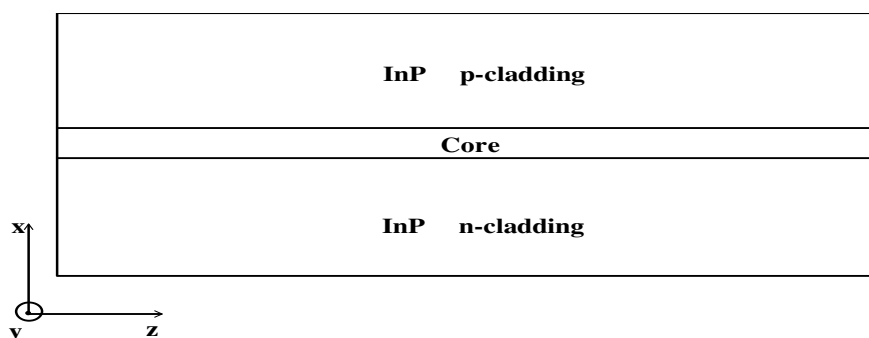 InP p-cladding
Core
InP n-cladding
x
v
z